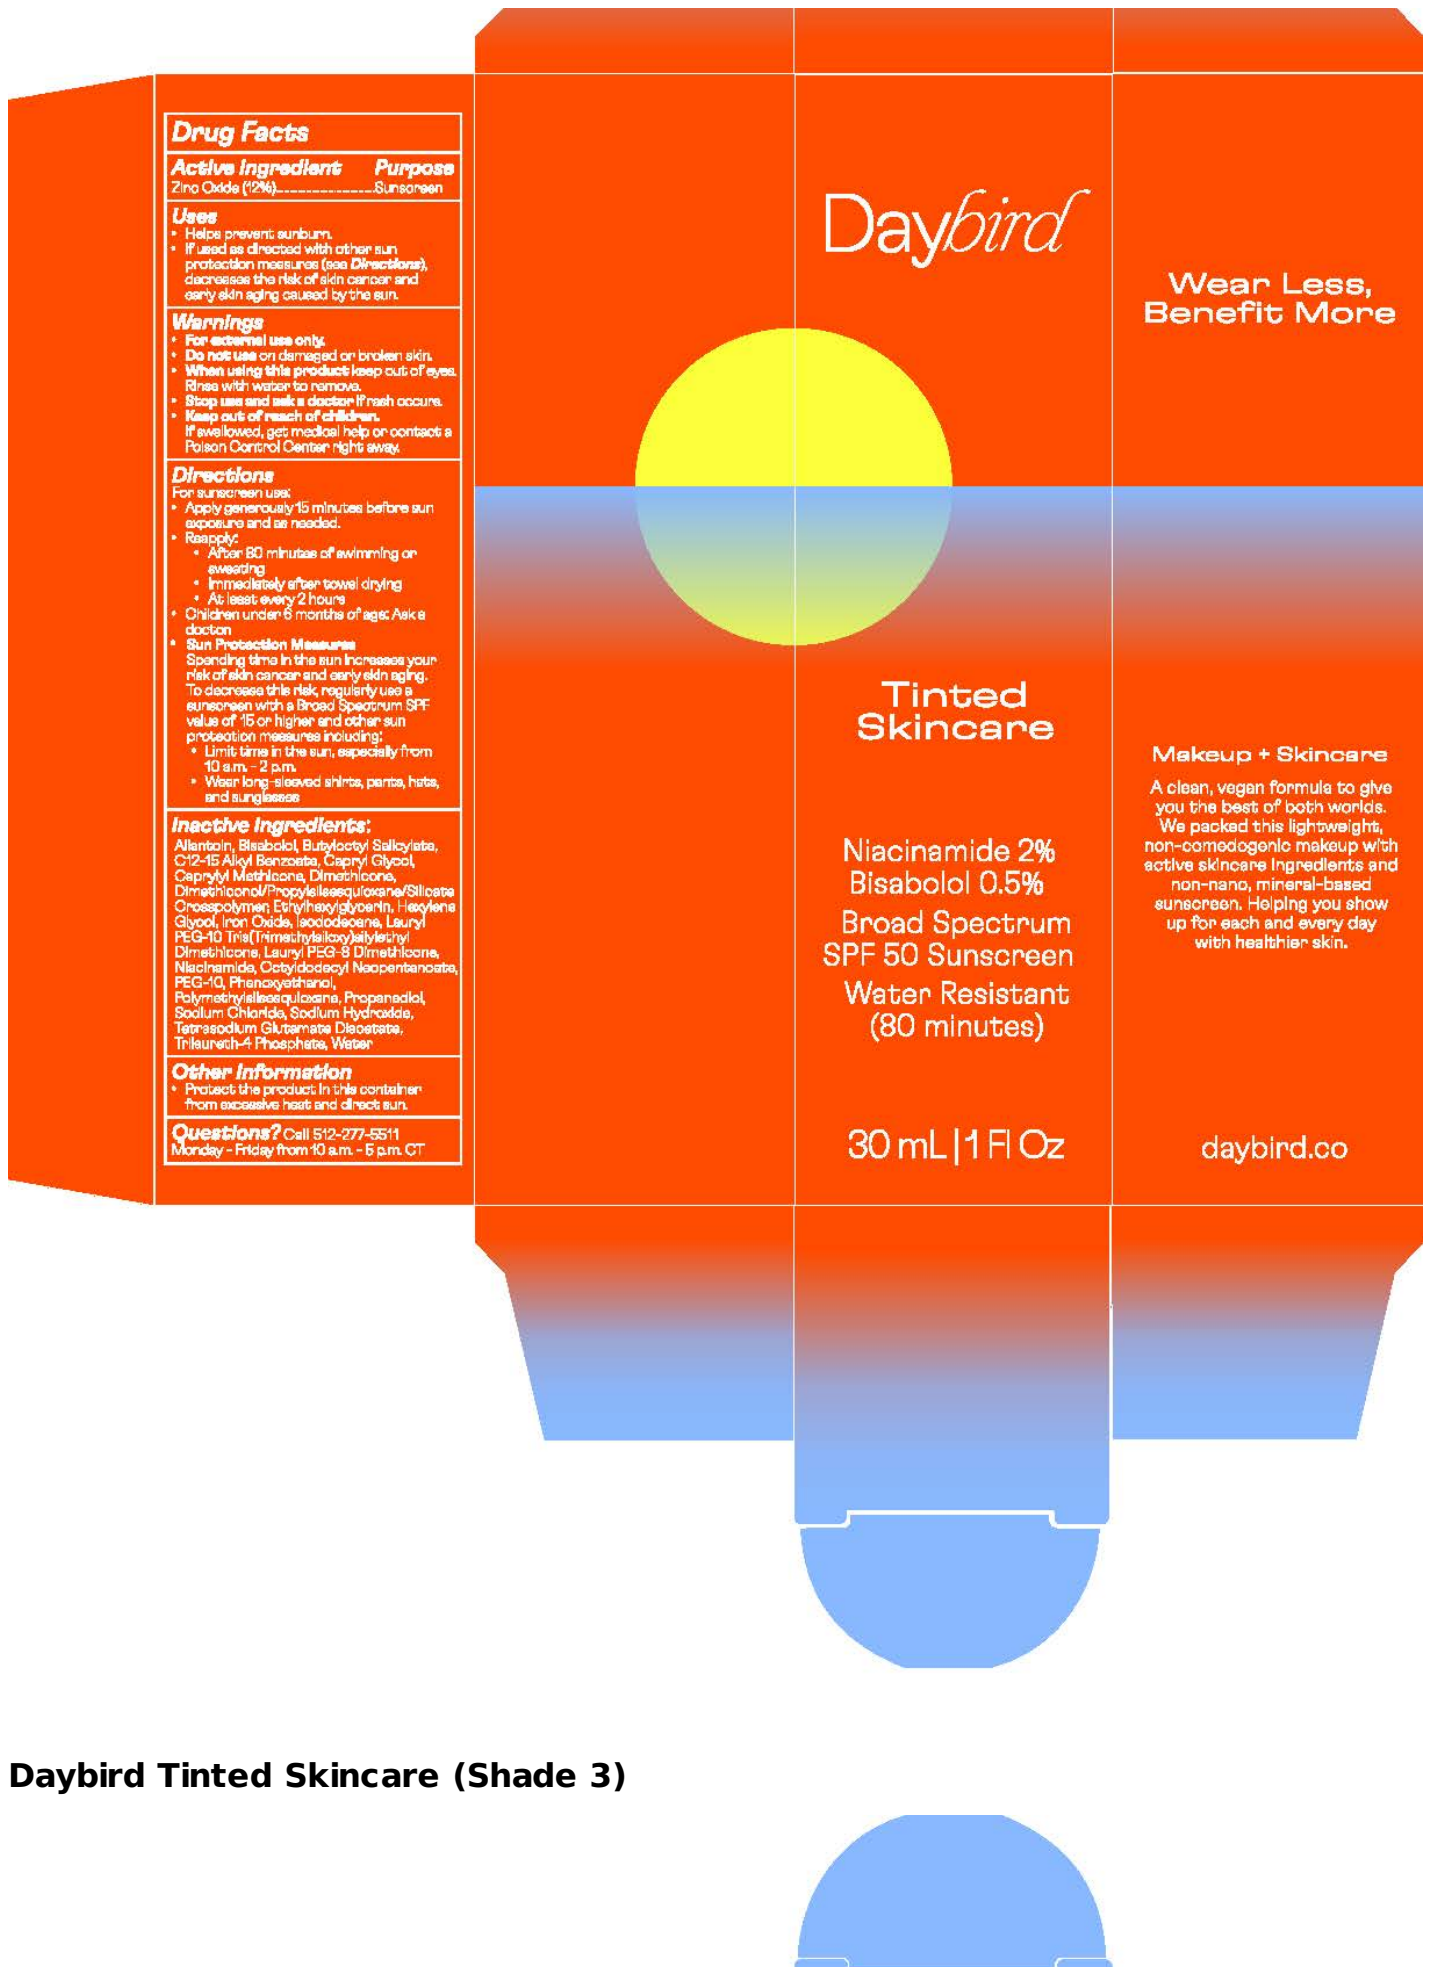 Drug Facts
Active Ingredient Purpose
Zinc Oxide (12%)......................Sunscreen
Uses
• Helps prevent sunburn.
• If used as directed with other sun
protection measures (see Directions),
decreases the risk of skin cancer and
early skin aging caused by the sun.
Warnings
• For external use only.
• Do not use on damaged or broken skin.
• When using this product keep out of eyes.
Rinse with water to remove.
• Stop use and ask a doctor if rash occurs.
• Keep out of reach of children.
If swallowed, get medical help or contact a
Poison Control Center right away.
Directions
For sunscreen use:
• Apply generously 15 minutes before sun
exposure and as needed.
• Reapply:
• After 80 minutes of swimming or
sweating
• Immediately after towel drying
• At least every 2 hours
• Children under 6 months of age: Ask a
doctor.
• Sun Protection Measures
Spending time in the sun increases your
risk of skin cancer and early skin aging.
To decrease this risk, regularly use a
sunscreen with a Broad Spectrum SPF
value of 15 or higher and other sun
protection measures including:
• Limit time in the sun, especially from
10 a.m. - 2 p.m.
• Wear long-sleeved shirts, pants, hats,
and sunglasses
Inactive Ingredients:
Allantoin, Bisabolol, Butyloctyl Salicylate,
C12-15 Alkyl Benzoate, Capryl Glycol,
Caprylyl Methicone, Dimethicone,
Dimethiconol/Propylsilsesquioxane/Silicate
Crosspolymer, Ethylhexylglycerin, Hexylene
Glycol, Iron Oxide, Isododecane, Lauryl
PEG-10 Tris(Trimethylsiloxy)silylethyl
Dimethicone, Lauryl PEG-8 Dimethicone,
Niacinamide, Octyldodecyl Neopentanoate,
PEG-10, Phenoxyethanol,
Polymethylsilsesquioxane, Propanediol,
Sodium Chloride, Sodium Hydroxide,
Tetrasodium Glutamate Diacetate,
Trilaureth-4 Phosphate, Water
Other Information
• Protect the product in this container
from excessive heat and direct sun.
Questions? Call 512-277-5511
Monday - Friday from 10 a.m. - 5 p.m. CT
Daybird
Tinted
Skincare
Niacinamide 2%
Bisabolol 0.5%
Broad Spectrum
SPF 50 Sunscreen
Water Resistant
(80 minutes)
30 mL | 1 Fl Oz
Wear Less,
Benefit More
Makeup + Skincare
A clean, vegan formula to give
you the best of both worlds.
We packed this lightweight,
non-comedogenic makeup with
active skincare ingredients and
non-nano, mineral-based
sunscreen. Helping you show
up for each and every day
with healthier skin.
daybird.co
Daybird Tinted Skincare (Shade 3)